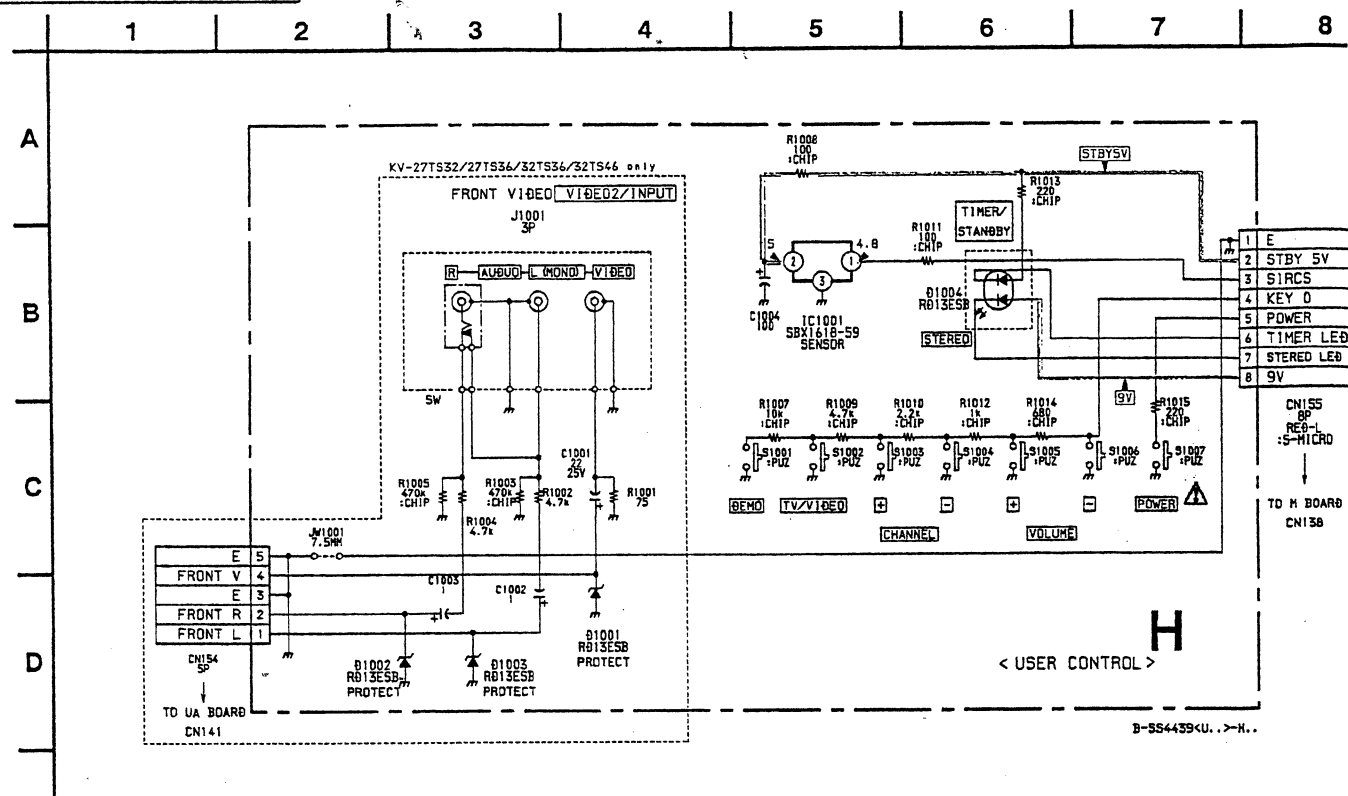 1 2 3 4 5 6 7 8
A
B
C
D
KV-27TS32/27TS36/32TS36/32TS46 only
FRONT VIDEO VIDEO2/INPUT
J1001
3P
R AUDUO L (MONO) VIDEO
SW
R1005
470k
:CHIP
R1004
4.7k
R1003
470k
:CHIP
R1002
4.7k
C1001
22
25V
R1001
75
JW1001
7.5MM
E 5
FRONT V 4
E 3
FRONT R 2
FRONT L 1
CN154
5P
TO UA BOARD
CN141
C1003
1
+
C1002
1
+
D1002
RD13ESB-
PROTECT
D1003
RD13ESB
PROTECT
D1001
RD13ESB
PROTECT
R1008
100
:CHIP
STBY5V
R1013
220
:CHIP
TIMER/
STANDBY
R1011
100
:CHIP
5
2
1
4.8
3
+
C1004
100
IC1001
SBX1618-59
SENSOR
D1004
RD13ESB
STEREO
1 E
2 STBY 5V
3 SIRCS
4 KEY 0
5 POWER
6 TIMER LED
7 STEREO LED
8 9V
9V
CN155
8P
RED-L
:S-MICRO
TO M BOARD
CN138
R1007
10k
:CHIP
R1009
4.7k
:CHIP
R1010
2.2k
:CHIP
R1012
1k
:CHIP
R1014
680
:CHIP
R1015
220
:CHIP
S1001
:PUZ
S1002
:PUZ
S1003
:PUZ
S1004
:PUZ
S1005
:PUZ
S1006
:PUZ
S1007
:PUZ
DEMO TV/VIDEO + - + - POWER
CHANNEL VOLUME
H
< USER CONTROL >
B-SS4439<U..>-H..